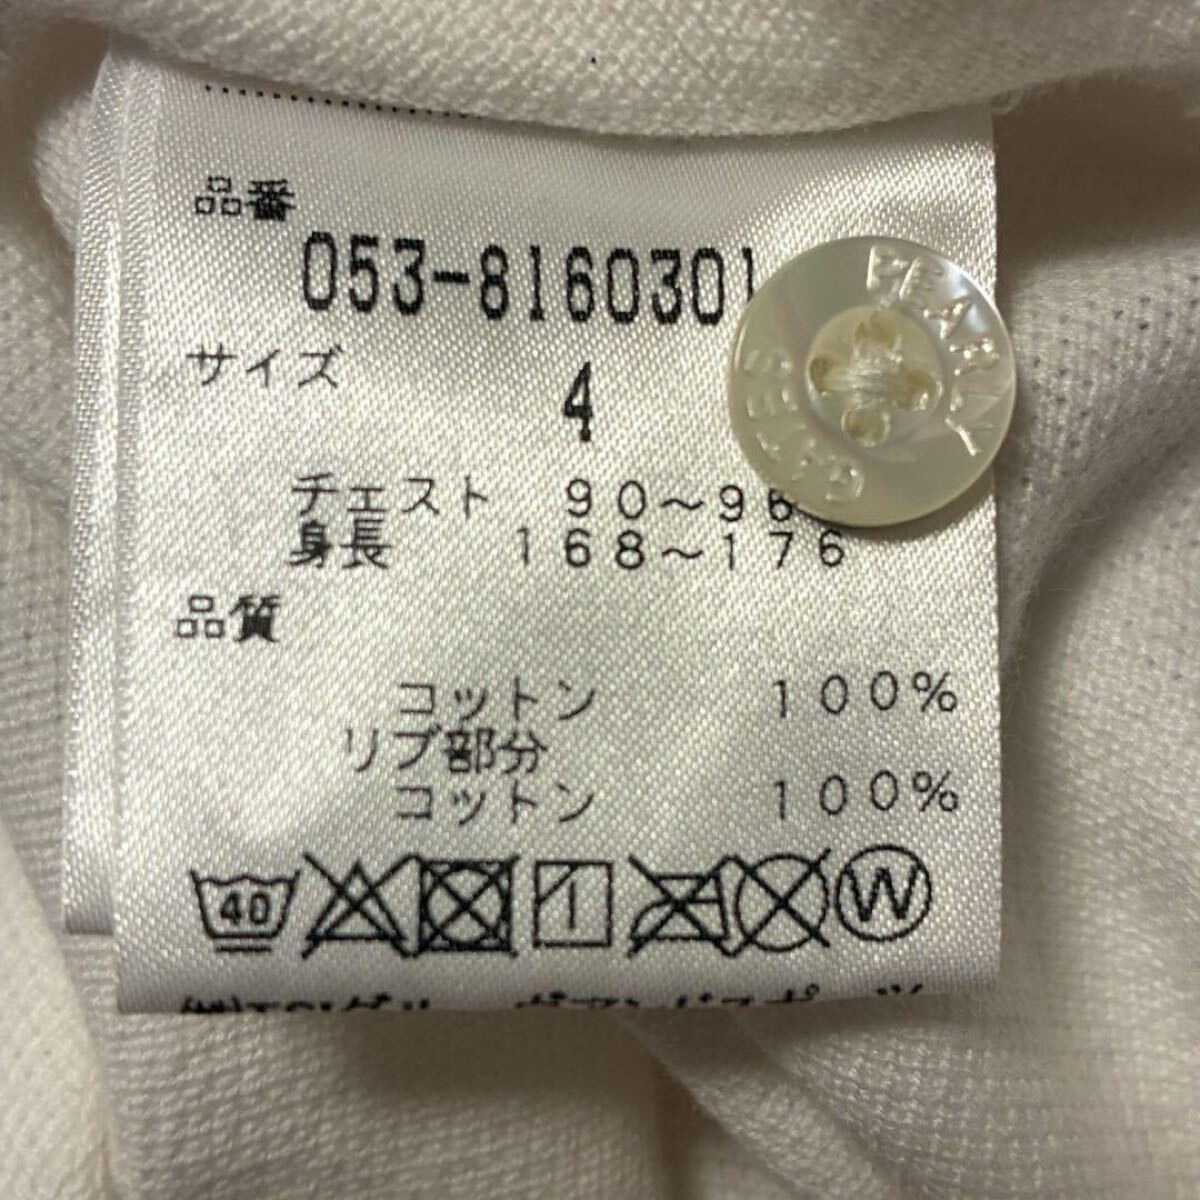 品番
053-8160301
サイズ
4
チェスト 90～96
身長 168～176
品質
コットン 100%
リブ部分
コットン 100%
40
W
PEARLY
GATES